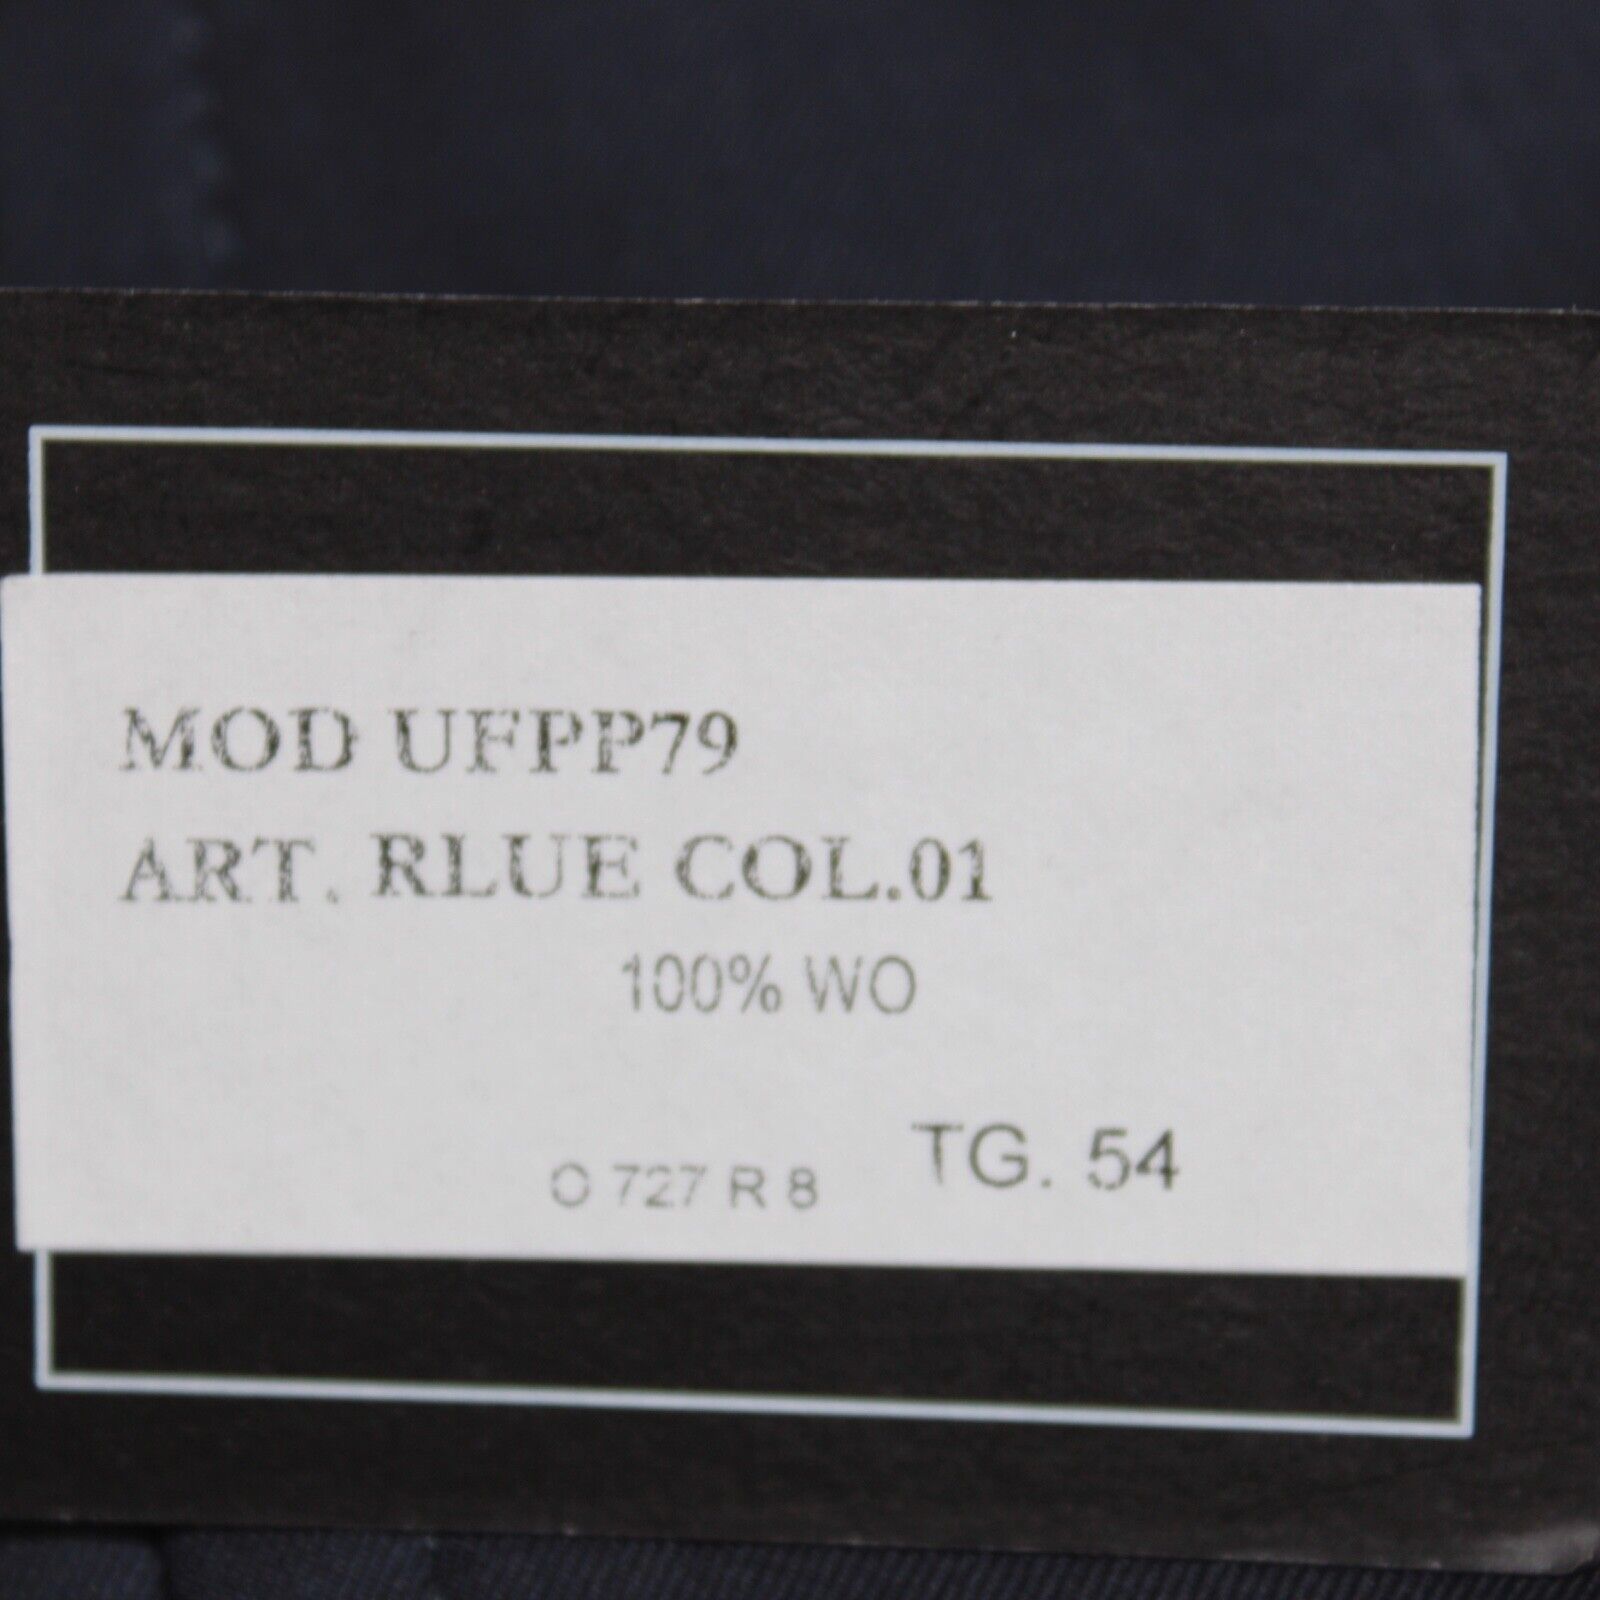 MOD UFPP79
ART. RLUE COL.01
100% WO
O 727 R 8 TG. 54